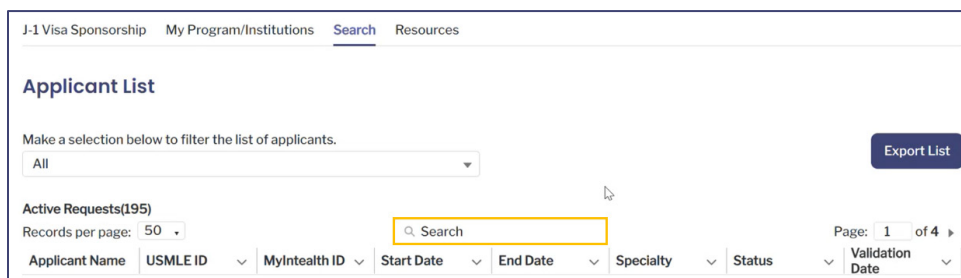 J-1 Visa Sponsorship My Program/Institutions Search Resources
Applicant List
Make a selection below to filter the list of applicants.
All
Export List
Active Requests(195)
Records per page: 50
Search
Page: 1 of 4
Applicant Name USMLE ID MyIntealth ID Start Date End Date Specialty Status Validation Date